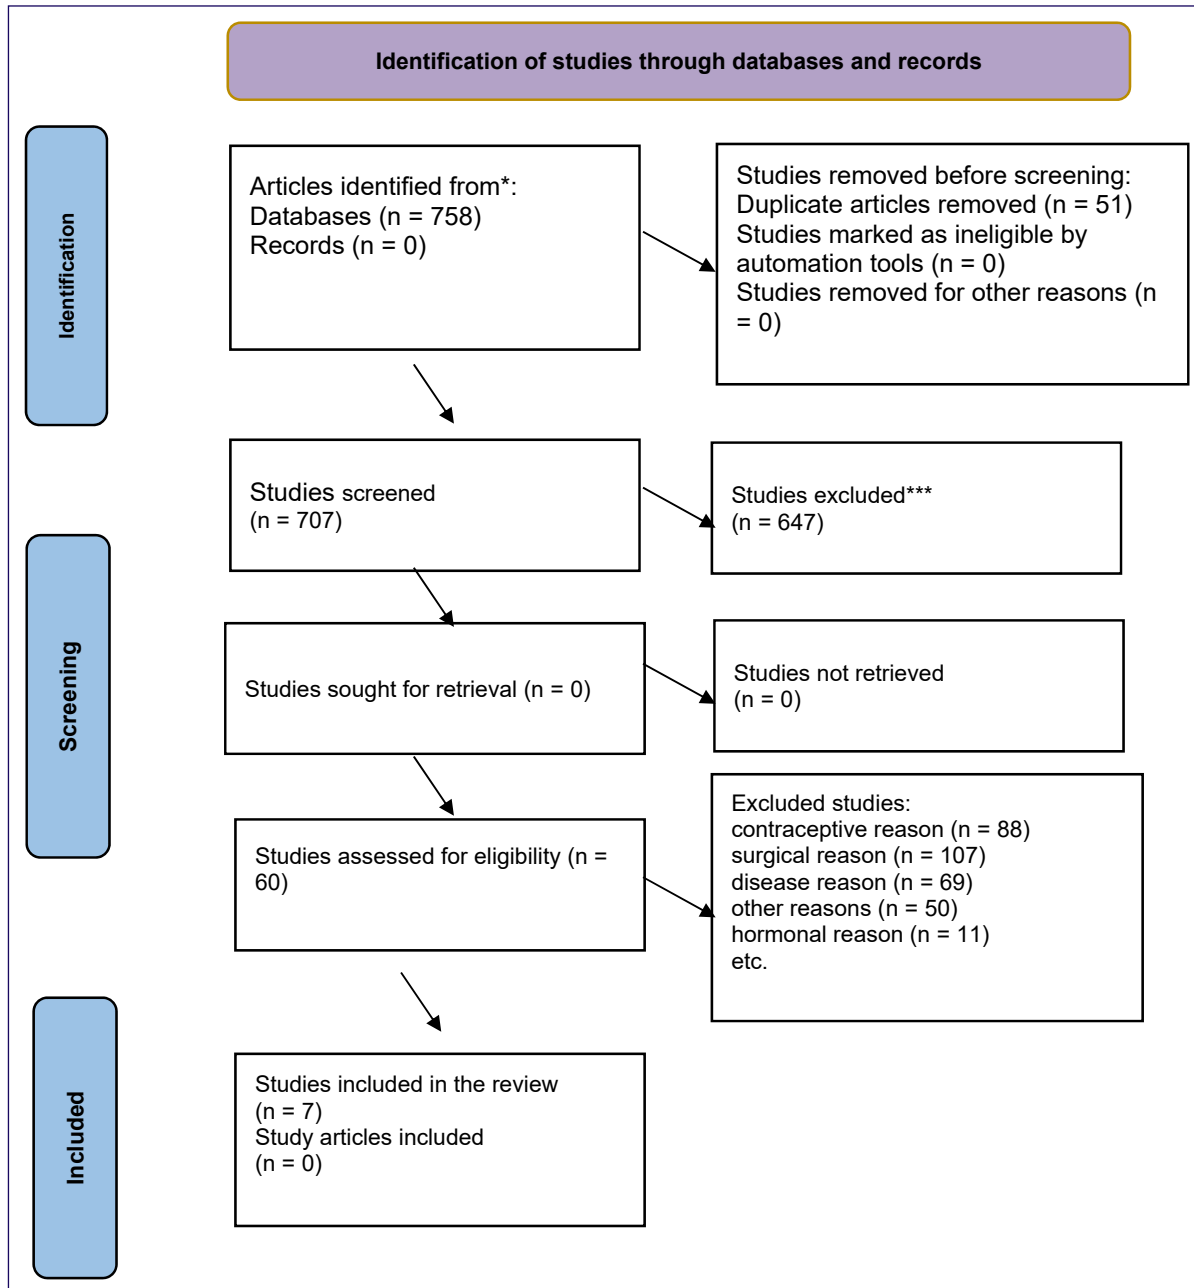 Identification of studies through databases and records
Identification
Articles identified from*:
Databases (n = 758)
Records (n = 0)
Studies removed before screening:
Duplicate articles removed (n = 51)
Studies marked as ineligible by
automation tools (n = 0)
Studies removed for other reasons (n
= 0)
Screening
Studies screened
(n = 707)
Studies excluded***
(n = 647)
Studies sought for retrieval (n = 0)
Studies not retrieved
(n = 0)
Studies assessed for eligibility (n =
60)
Excluded studies:
contraceptive reason (n = 88)
surgical reason (n = 107)
disease reason (n = 69)
other reasons (n = 50)
hormonal reason (n = 11)
etc.
Included
Studies included in the review
(n = 7)
Study articles included
(n = 0)